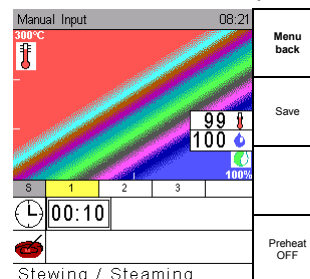 Manual Input 08:21
300°C
99
100
100%
S 1 2 3
00:10
Stewing / Steaming
Menu back
Save
Preheat OFF